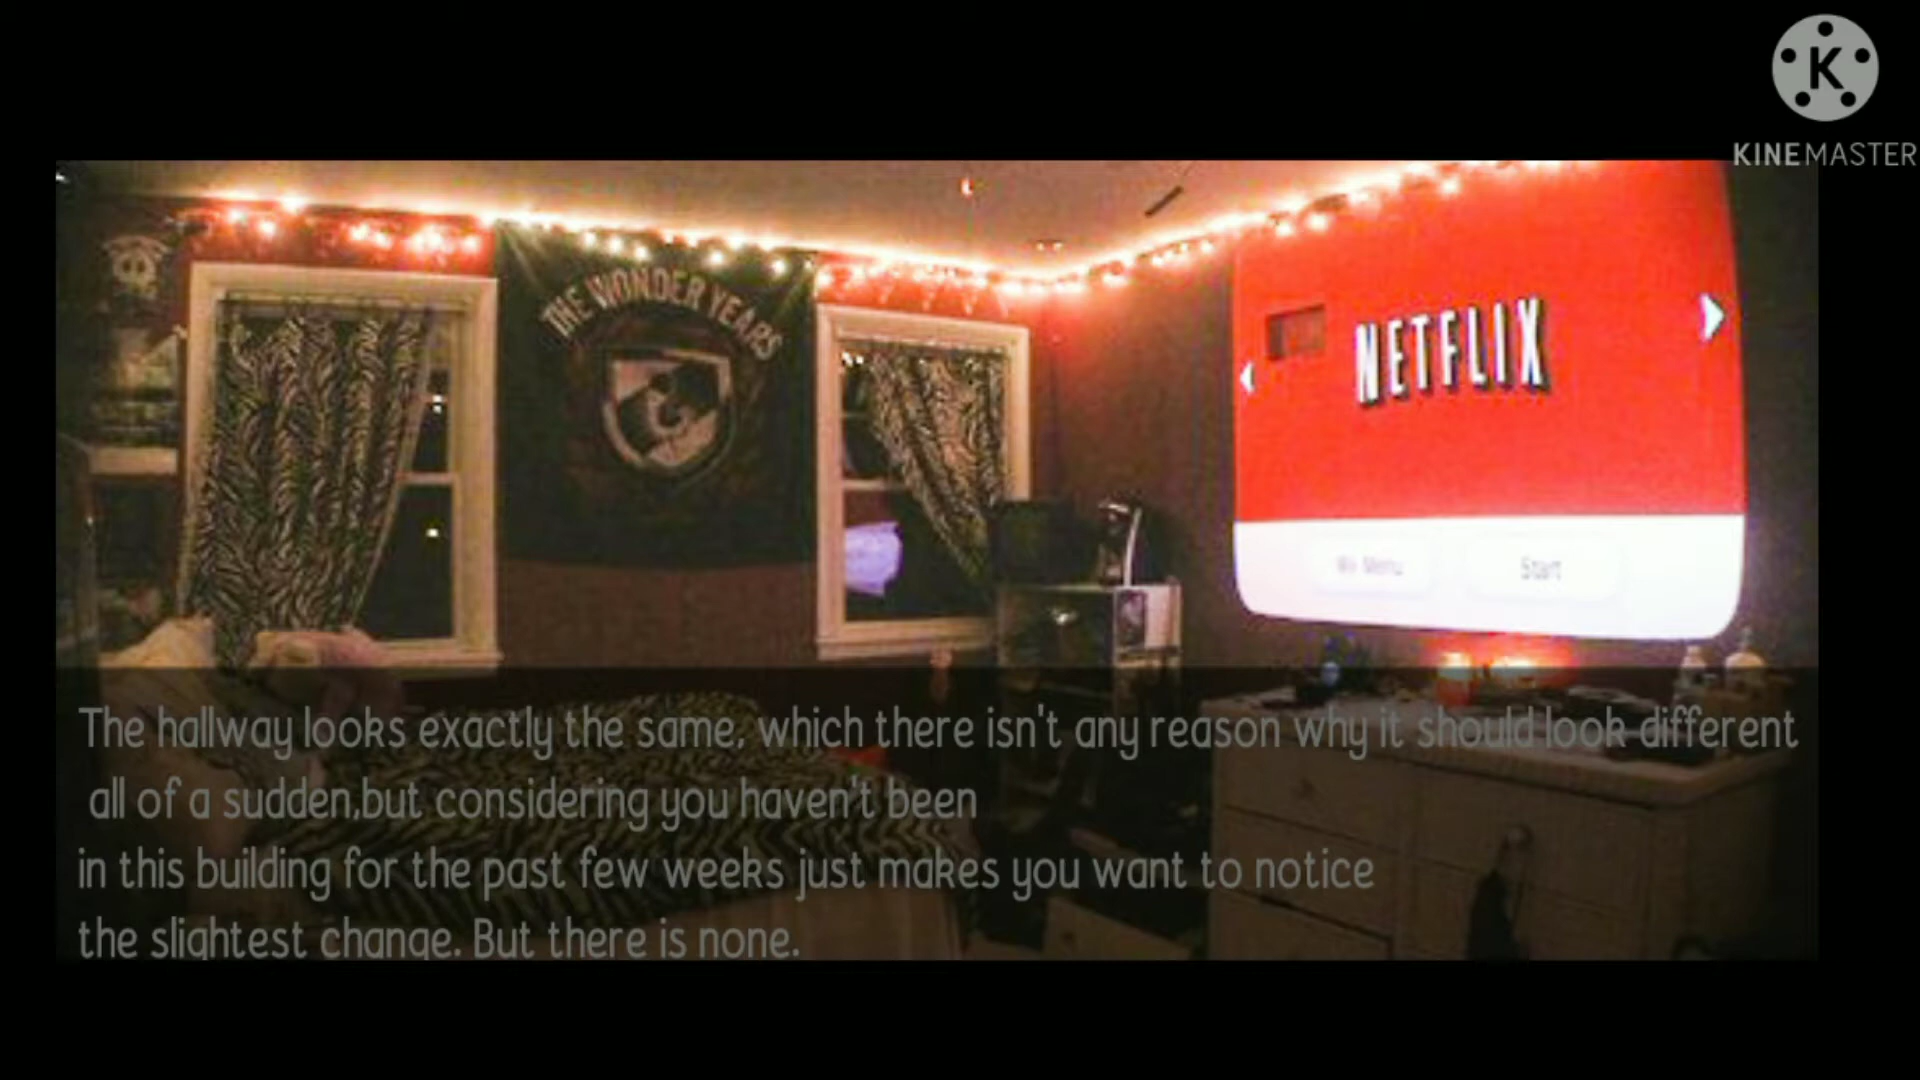 KINEMASTER
THE WONDER YEARS
NETFLIX
Wii Menu
Start
The hallway looks exactly the same, which there isn't any reason why it should look different
all of a sudden,but considering you haven't been
in this building for the past few weeks just makes you want to notice
the slightest change. But there is none.